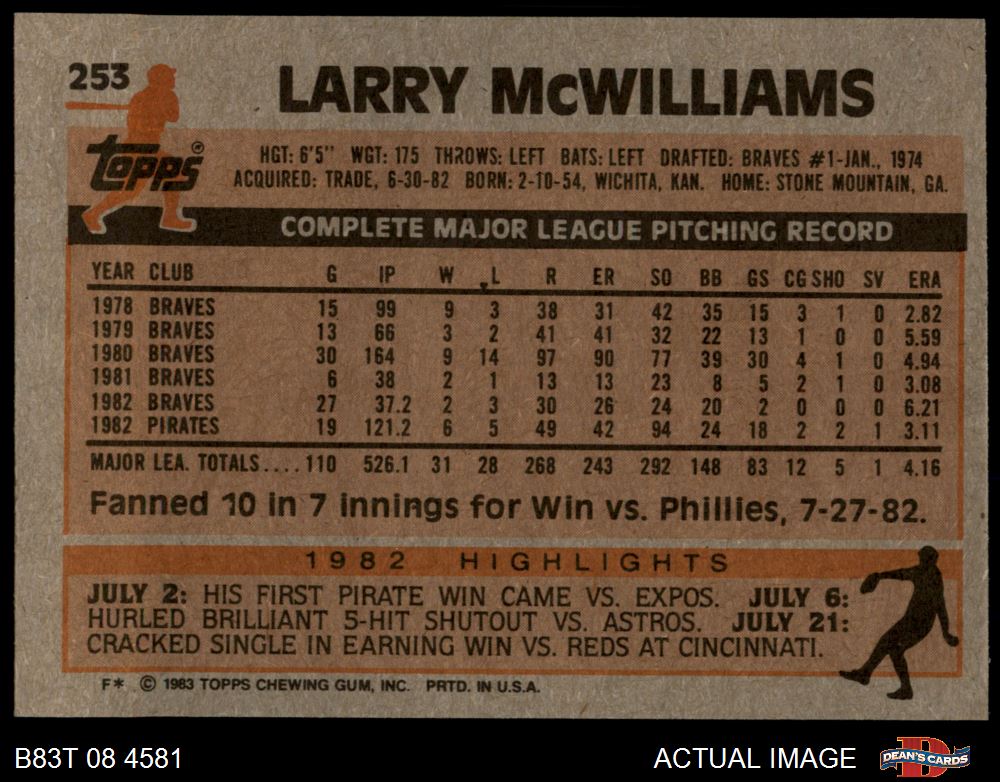 253
LARRY McWILLIAMS
Topps®
HGT: 6'5" WGT: 175 THROWS: LEFT BATS: LEFT DRAFTED: BRAVES #1-JAN., 1974
ACQUIRED: TRADE, 6-30-82 BORN: 2-10-54, WICHITA, KAN. HOME: STONE MOUNTAIN, GA.
COMPLETE MAJOR LEAGUE PITCHING RECORD
YEAR CLUB G IP W L R ER SO BB GS CG SHO SV ERA
1978 BRAVES 15 99 9 3 38 31 42 35 15 3 1 0 2.82
1979 BRAVES 13 66 3 2 41 41 32 22 13 1 0 0 5.59
1980 BRAVES 30 164 9 14 97 90 77 39 30 4 1 0 4.94
1981 BRAVES 6 38 2 1 13 13 23 8 5 2 1 0 3.08
1982 BRAVES 27 37.2 2 3 30 26 24 20 2 0 0 0 6.21
1982 PIRATES 19 121.2 6 5 49 42 94 24 18 2 2 1 3.11
MAJOR LEA. TOTALS.... 110 526.1 31 28 268 243 292 148 83 12 5 1 4.16
Fanned 10 in 7 innings for Win vs. Phillies, 7-27-82.
1982 HIGHLIGHTS
JULY 2: HIS FIRST PIRATE WIN CAME VS. EXPOS. JULY 6:
HURLED BRILLIANT 5-HIT SHUTOUT VS. ASTROS. JULY 21:
CRACKED SINGLE IN EARNING WIN VS. REDS AT CINCINNATI.
F* © 1983 TOPPS CHEWING GUM, INC. PRTD. IN U.S.A.
B83T 08 4581 ACTUAL IMAGE DEAN'S CARDS